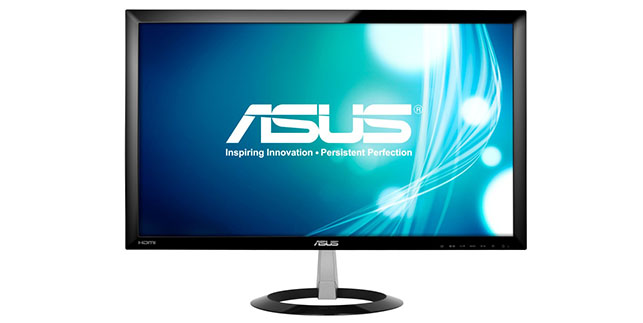 ASUS®
Inspiring Innovation • Persistent Perfection
HDMI
ASUS